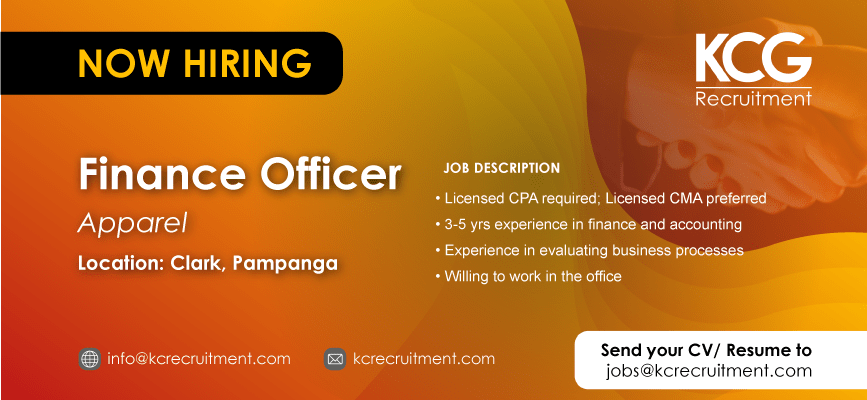 NOW HIRING
KCG
Recruitment
Finance Officer
Apparel
Location: Clark, Pampanga
JOB DESCRIPTION
• Licensed CPA required; Licensed CMA preferred
• 3-5 yrs experience in finance and accounting
• Experience in evaluating business processes
• Willing to work in the office
info@kcrecruitment.com
kcrecruitment.com
Send your CV/ Resume to
jobs@kcrecruitment.com